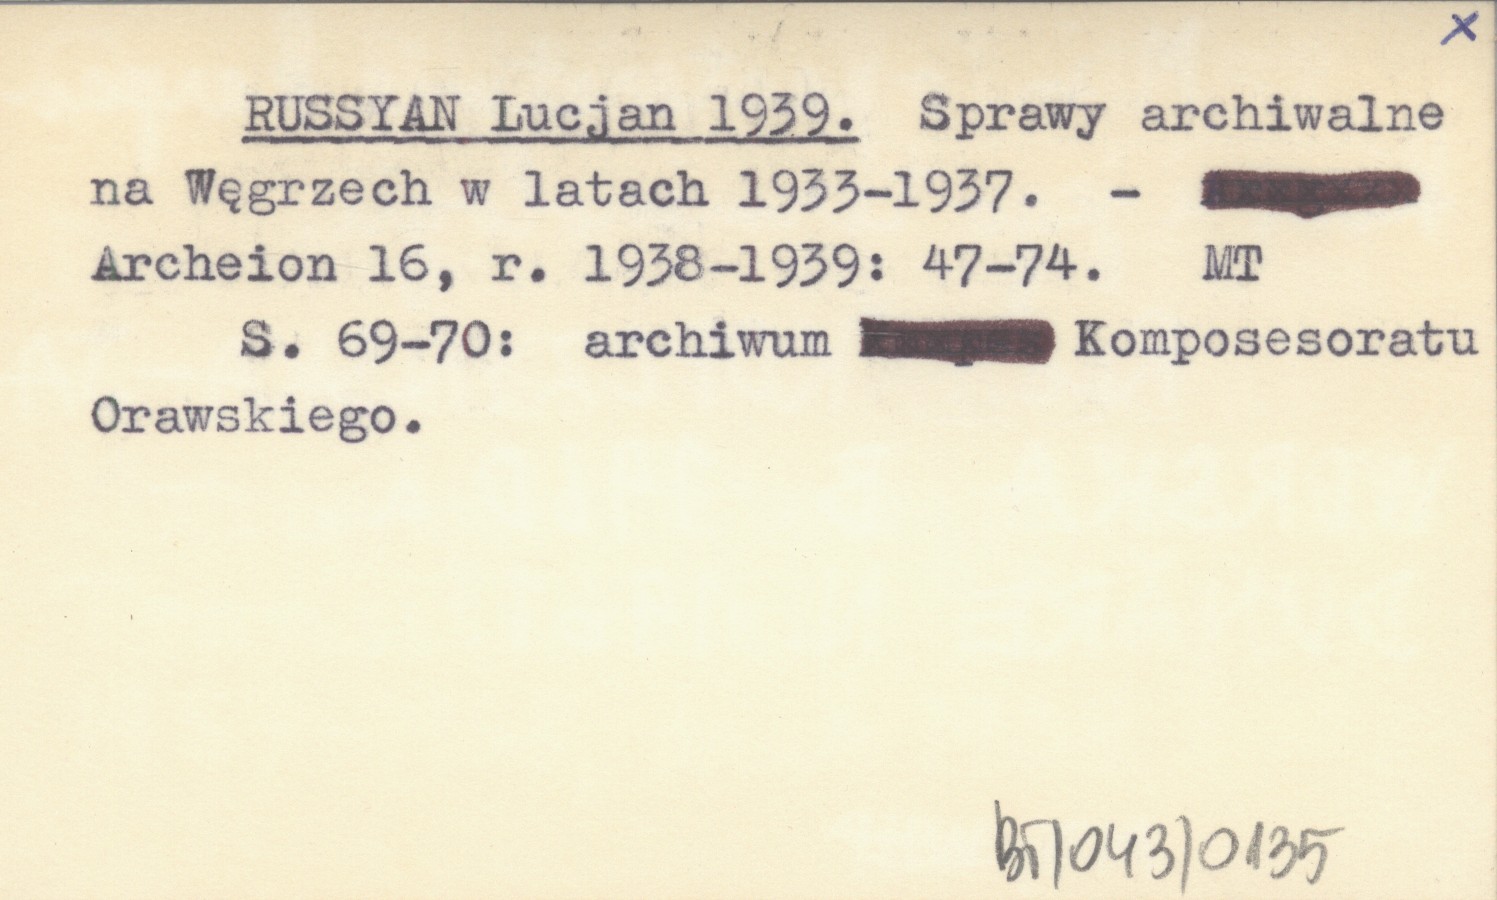 x
RUSSYAN Lucjan 1939. Sprawy archiwalne
na Węgrzech w latach 1933-1937. -
Archeion 16, r. 1938-1939: 47-74. MT
S. 69-70: archiwum Komposesoratu
Orawskiego.
BT/043/0135